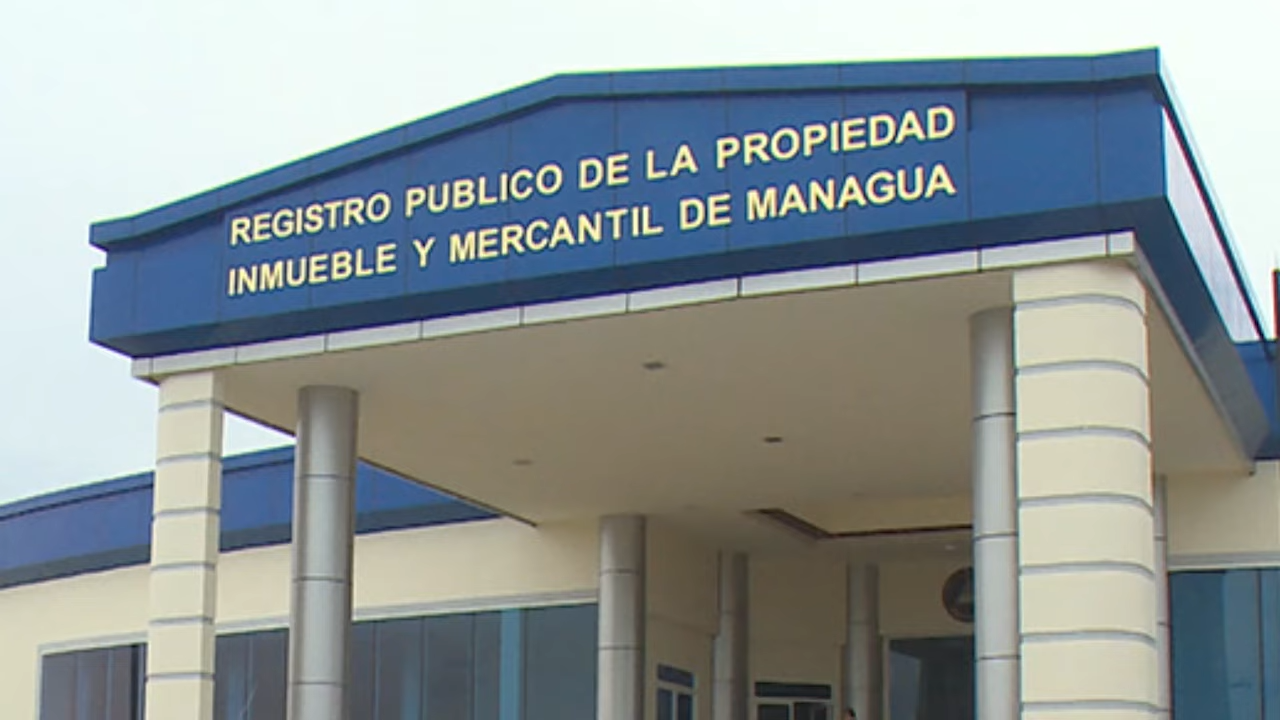 REGISTRO PUBLICO DE LA PROPIEDAD
INMUEBLE Y MERCANTIL DE MANAGUA